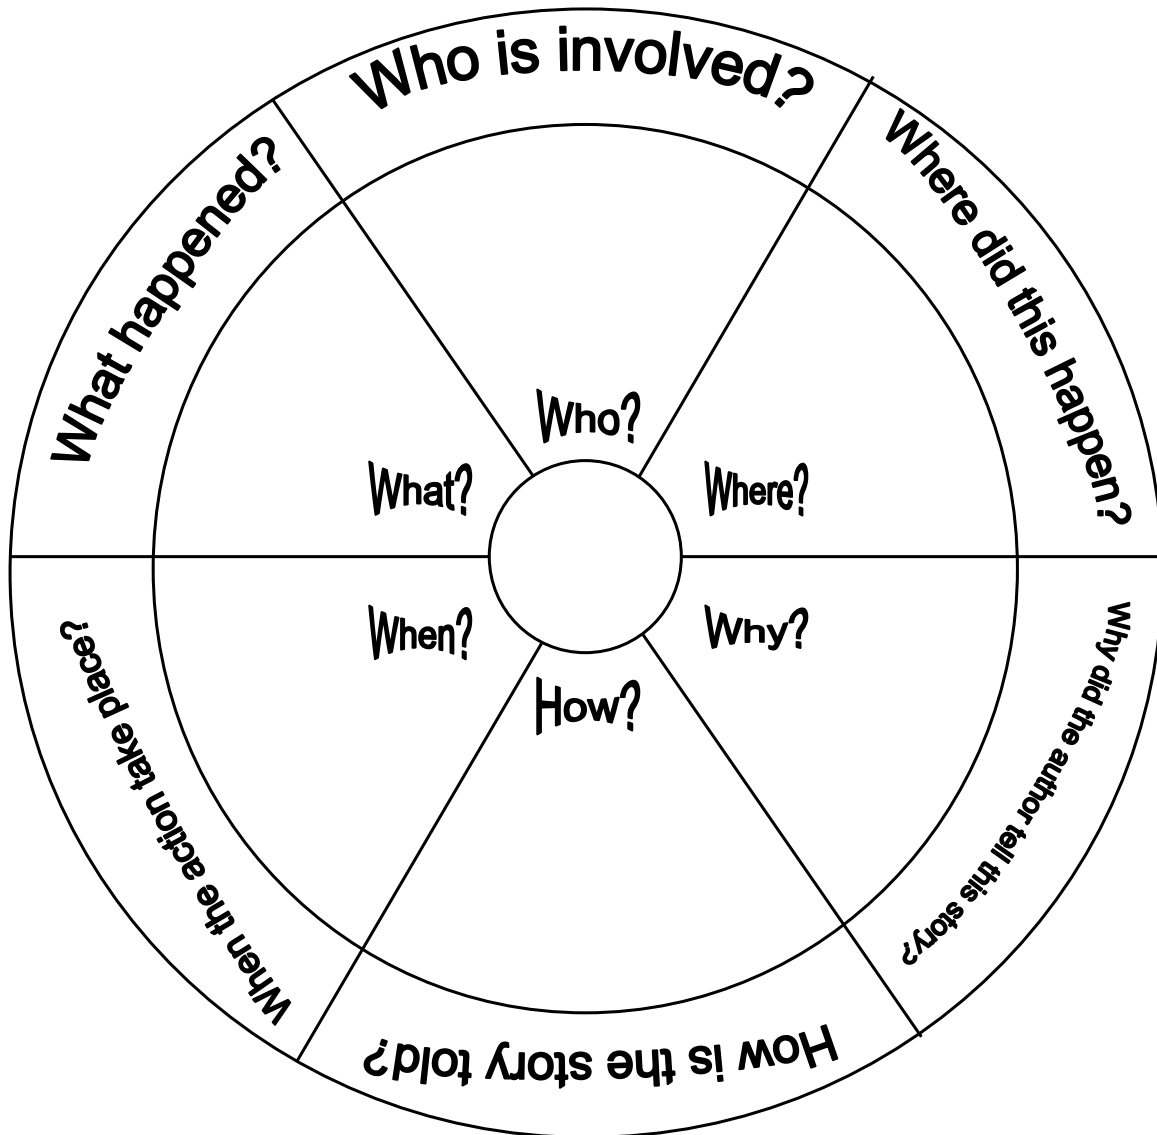 Who is involved?
Where did this happen?
Why did the author tell this story?
How is the story told?
When the action take place?
What happened?
Who?
Where?
Why?
How?
When?
What?